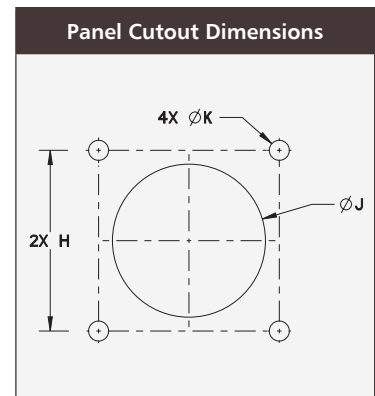 Panel Cutout Dimensions
4X ∅K
∅J
2X H